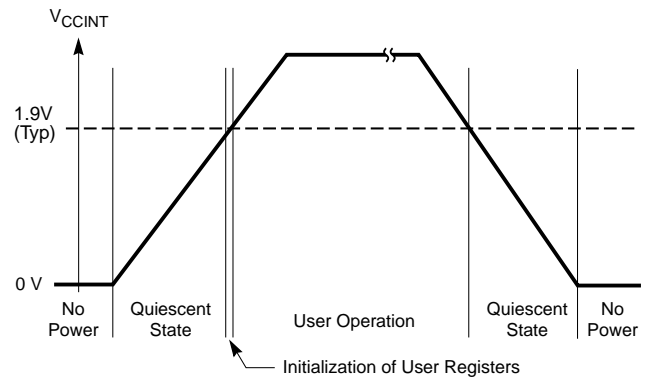 VCCINT
1.9V
(Typ)
0 V
No
Power
Quiescent
State
User Operation
Quiescent
State
No
Power
Initialization of User Registers